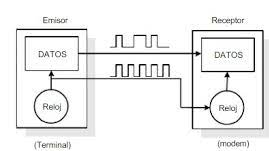 Emisor
Receptor
DATOS
DATOS
Reloj
Reloj
(Terminal)
(modem)